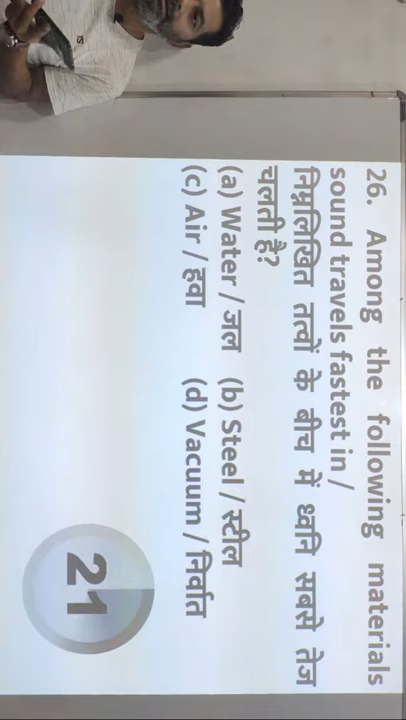 26. Among the following materials
sound travels fastest in /
निम्नलिखित तत्वों के बीच में ध्वनि सबसे तेज
चलती है?
(a) Water / जल (b) Steel / स्टील
(c) Air / हवा (d) Vacuum / निर्वात
21